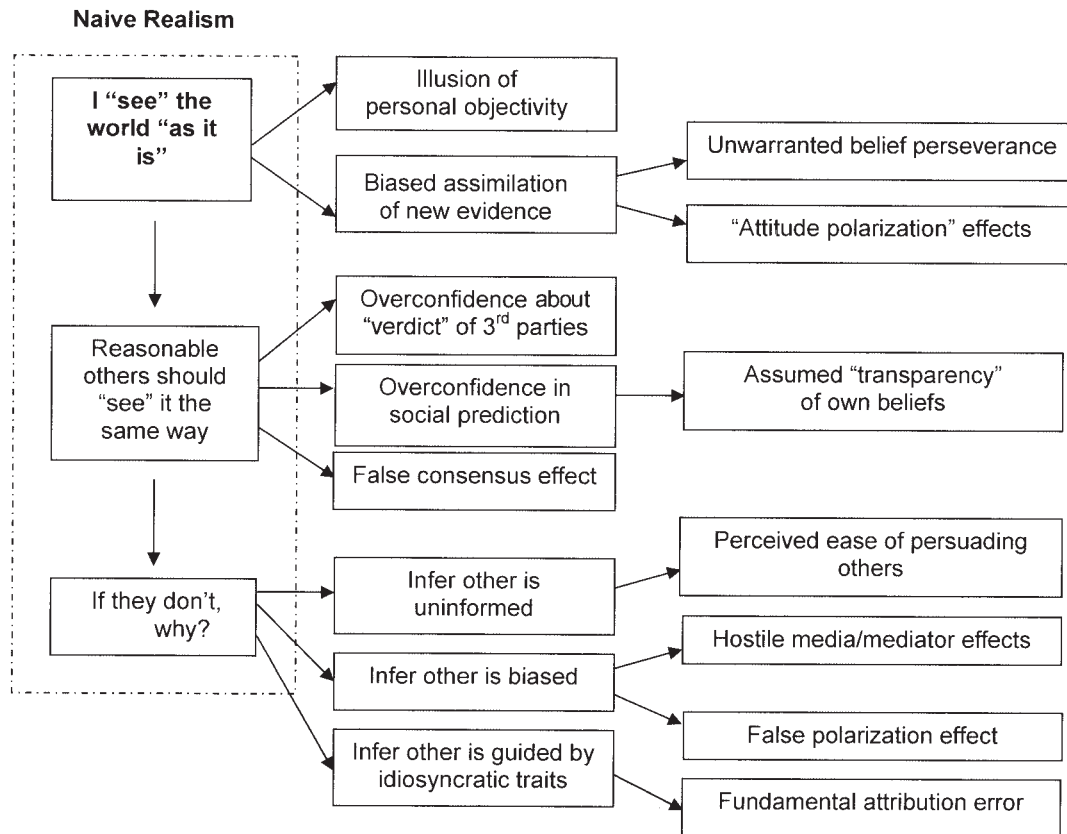 Naive Realism
I “see” the
world “as it
is”
Illusion of
personal objectivity
Biased assimilation
of new evidence
Unwarranted belief perseverance
“Attitude polarization” effects
Reasonable
others should
“see” it the
same way
Overconfidence about
“verdict” of 3rd parties
Overconfidence in
social prediction
False consensus effect
Assumed “transparency”
of own beliefs
If they don't,
why?
Infer other is
uninformed
Infer other is biased
Infer other is guided by
idiosyncratic traits
Perceived ease of persuading
others
Hostile media/mediator effects
False polarization effect
Fundamental attribution error